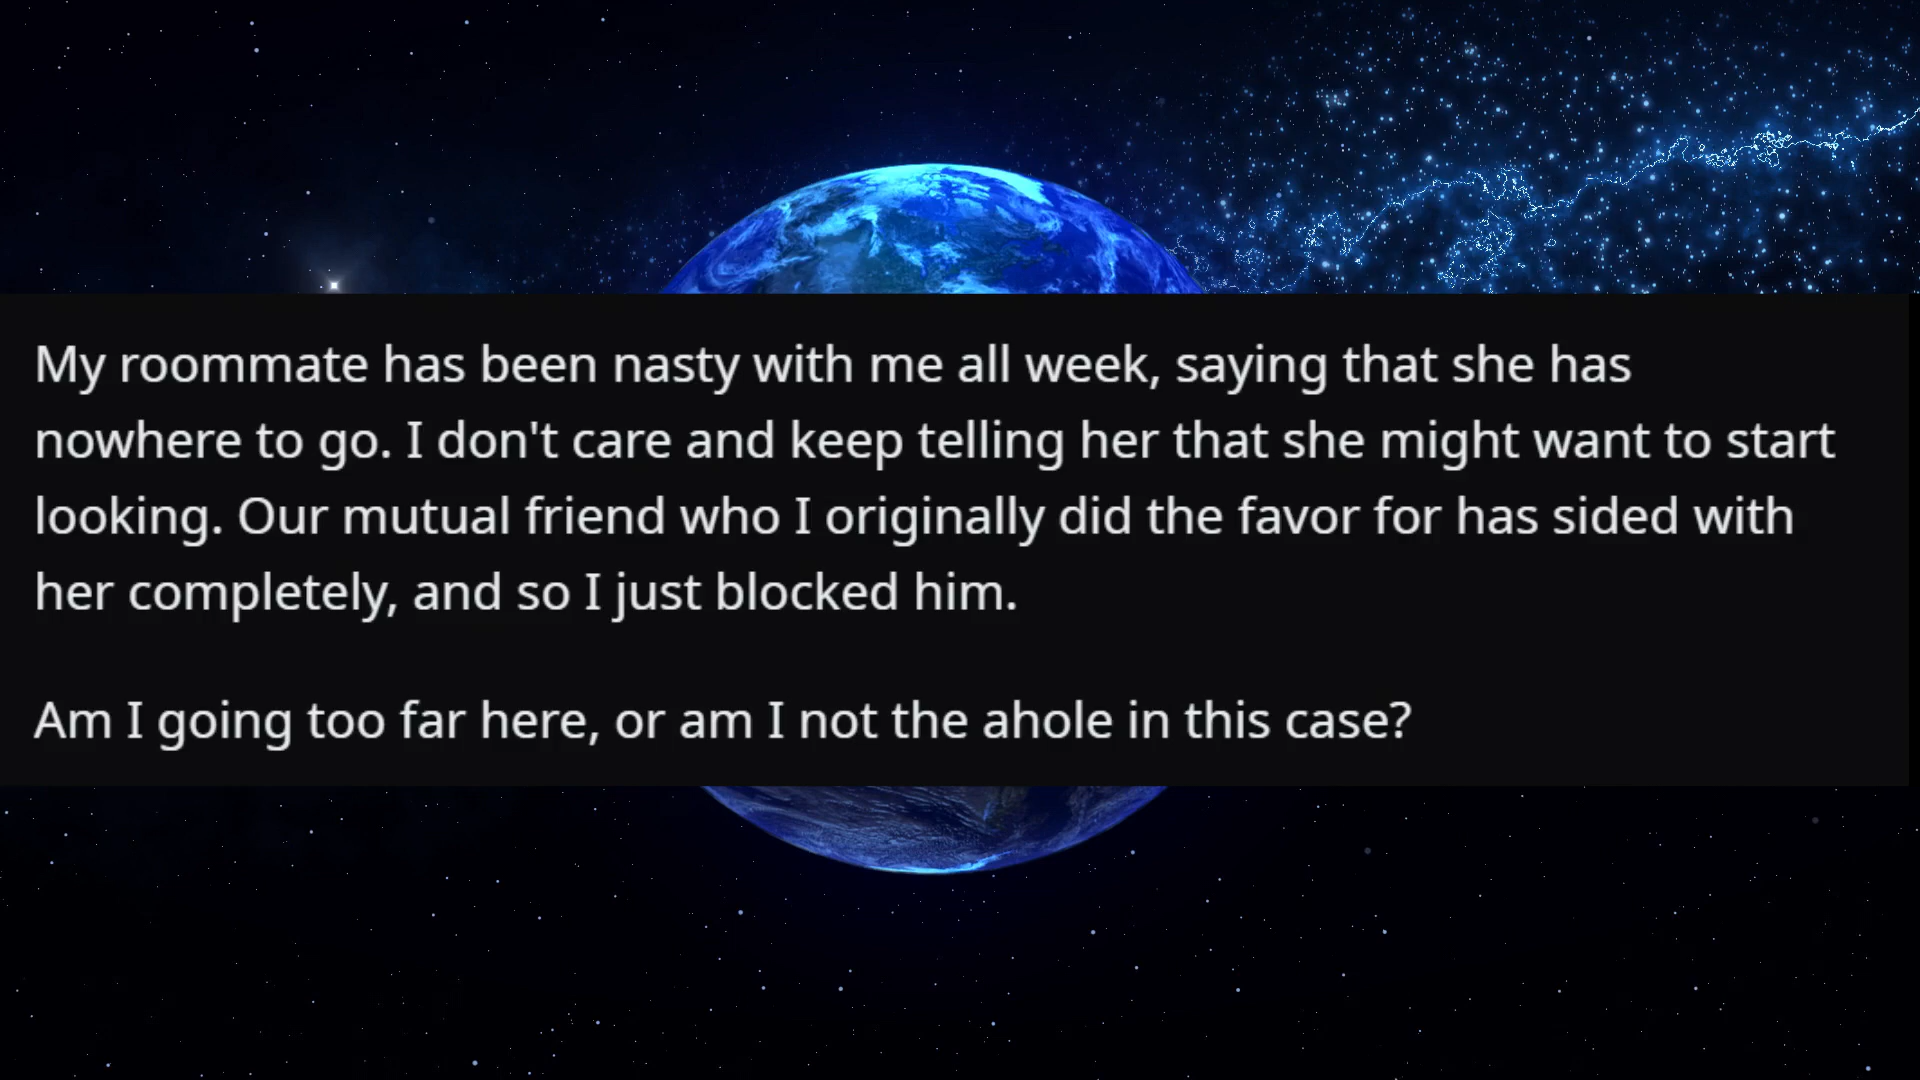 My roommate has been nasty with me all week, saying that she has
nowhere to go. I don't care and keep telling her that she might want to start
looking. Our mutual friend who I originally did the favor for has sided with
her completely, and so I just blocked him.
Am I going too far here, or am I not the ahole in this case?